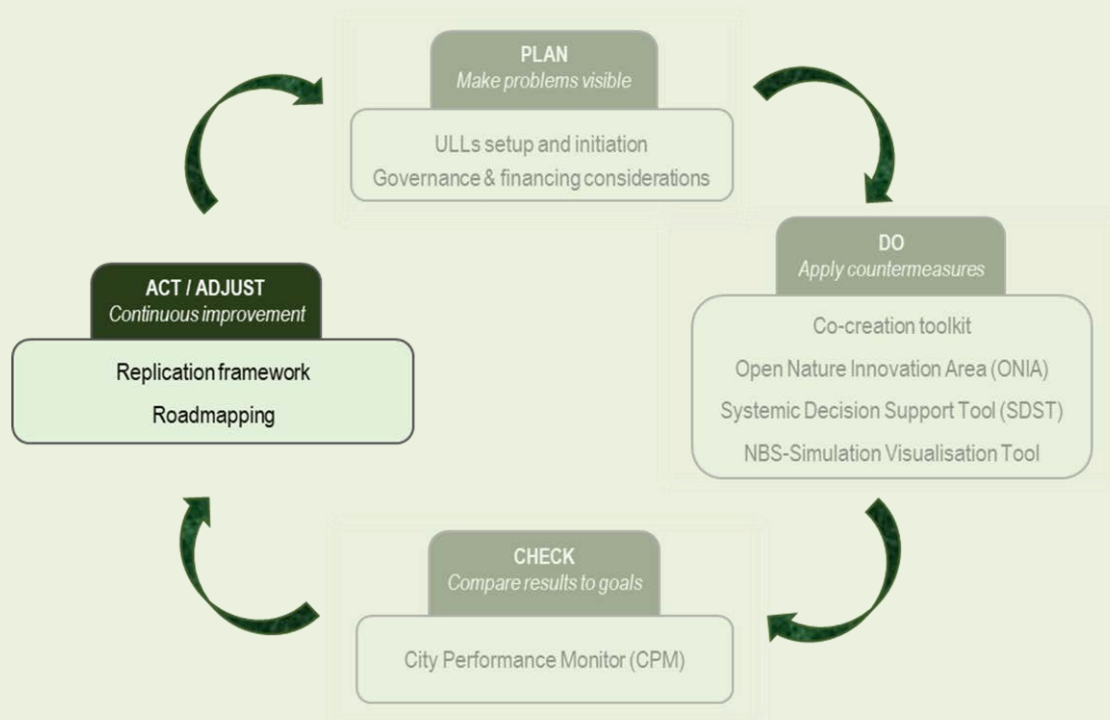 PLAN
Make problems visible
ULLs setup and initiation
Governance & financing considerations
DO
Apply countermeasures
Co-creation toolkit
Open Nature Innovation Area (ONIA)
Systemic Decision Support Tool (SDST)
NBS-Simulation Visualisation Tool
CHECK
Compare results to goals
City Performance Monitor (CPM)
ACT / ADJUST
Continuous improvement
Replication framework
Roadmapping